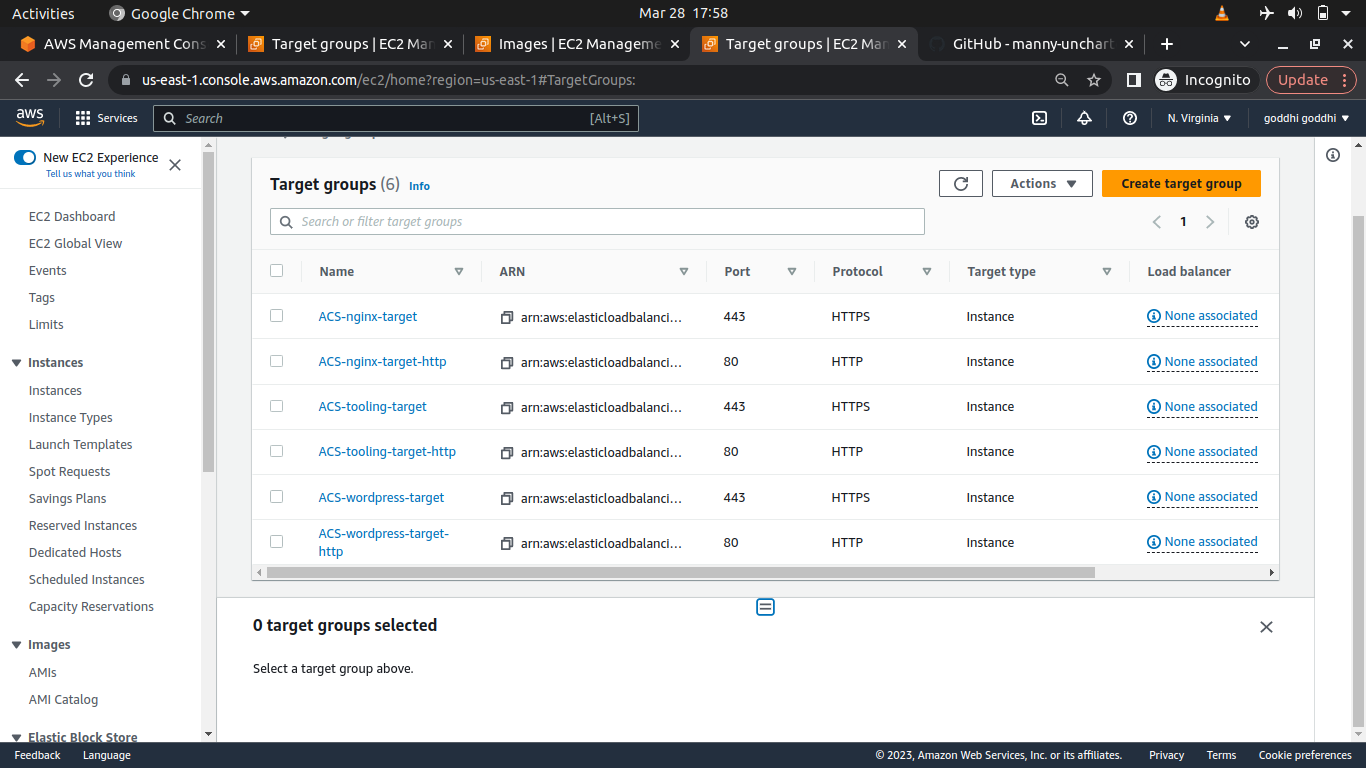 Activities
Google Chrome
Mar 28 17:58
AWS Management Cons
Target groups | EC2 Mar
Images | EC2 Manageme
Target groups | EC2 Mar
GitHub - manny-unchart
us-east-1.console.aws.amazon.com/ec2/home?region=us-east-1#TargetGroups:
Incognito
Update
aws
Services
Search
[Alt+S]
N. Virginia
goddhi goddhi
New EC2 Experience
Tell us what you think
EC2 Dashboard
EC2 Global View
Events
Tags
Limits
Instances
Instances
Instance Types
Launch Templates
Spot Requests
Savings Plans
Reserved Instances
Dedicated Hosts
Scheduled Instances
Capacity Reservations
Images
AMIs
AMI Catalog
Elastic Block Store
Target groups (6) Info
Actions
Create target group
Search or filter target groups
1
Name ARN Port Protocol Target type Load balancer
ACS-nginx-target arn:aws:elasticloadbalanci... 443 HTTPS Instance None associated
ACS-nginx-target-http arn:aws:elasticloadbalanci... 80 HTTP Instance None associated
ACS-tooling-target arn:aws:elasticloadbalanci... 443 HTTPS Instance None associated
ACS-tooling-target-http arn:aws:elasticloadbalanci... 80 HTTP Instance None associated
ACS-wordpress-target arn:aws:elasticloadbalanci... 443 HTTPS Instance None associated
ACS-wordpress-target-
http arn:aws:elasticloadbalanci... 80 HTTP Instance None associated
0 target groups selected
Select a target group above.
Feedback Language
© 2023, Amazon Web Services, Inc. or its affiliates. Privacy Terms Cookie preferences